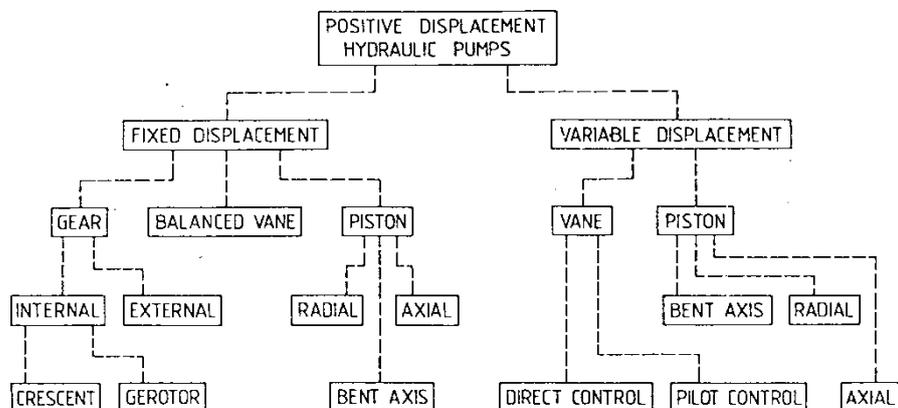 POSITIVE DISPLACEMENT
HYDRAULIC PUMPS
FIXED DISPLACEMENT
VARIABLE DISPLACEMENT
GEAR
BALANCED VANE
PISTON
VANE
PISTON
INTERNAL
EXTERNAL
RADIAL
AXIAL
BENT AXIS
RADIAL
CRESCENT
GEROTOR
BENT AXIS
DIRECT CONTROL
PILOT CONTROL
AXIAL